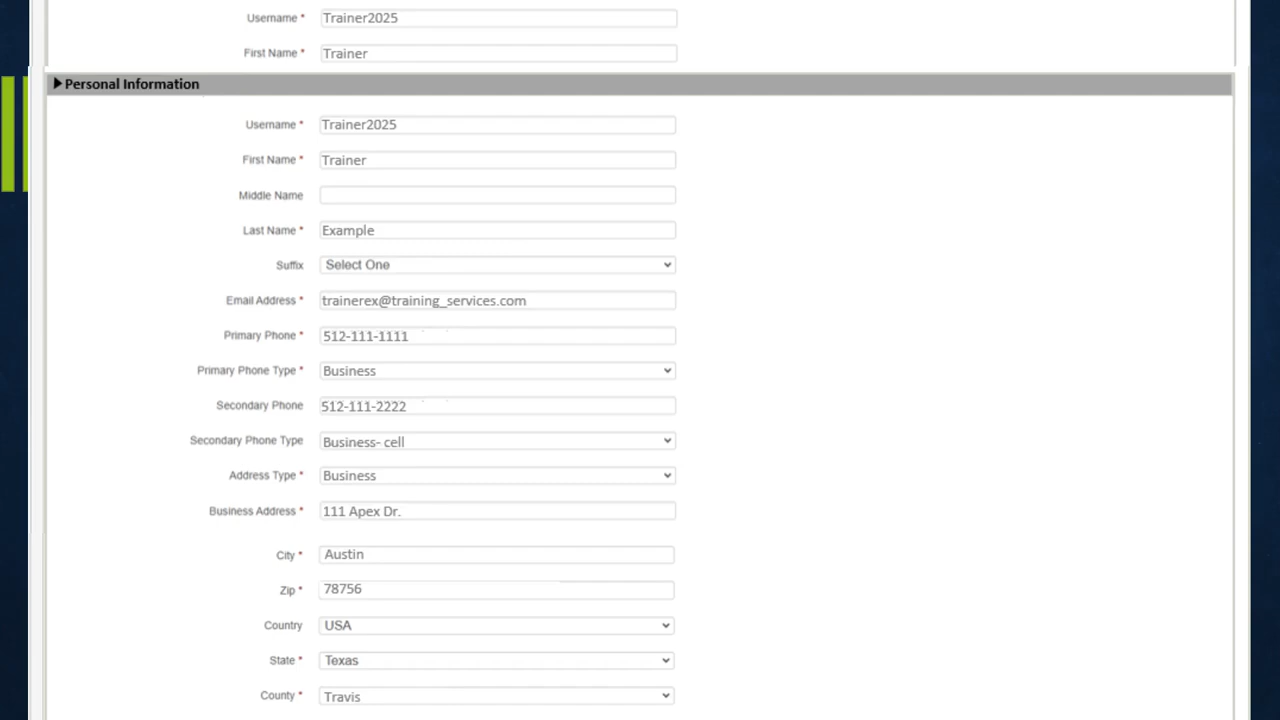 Username * Trainer2025
First Name * Trainer
Personal Information
Username * Trainer2025
First Name * Trainer
Middle Name
Last Name * Example
Suffix Select One
Email Address * trainerex@training_services.com
Primary Phone * 512-111-1111
Primary Phone Type * Business
Secondary Phone 512-111-2222
Secondary Phone Type Business- cell
Address Type * Business
Business Address * 111 Apex Dr.
City * Austin
Zip * 78756
Country USA
State * Texas
County * Travis